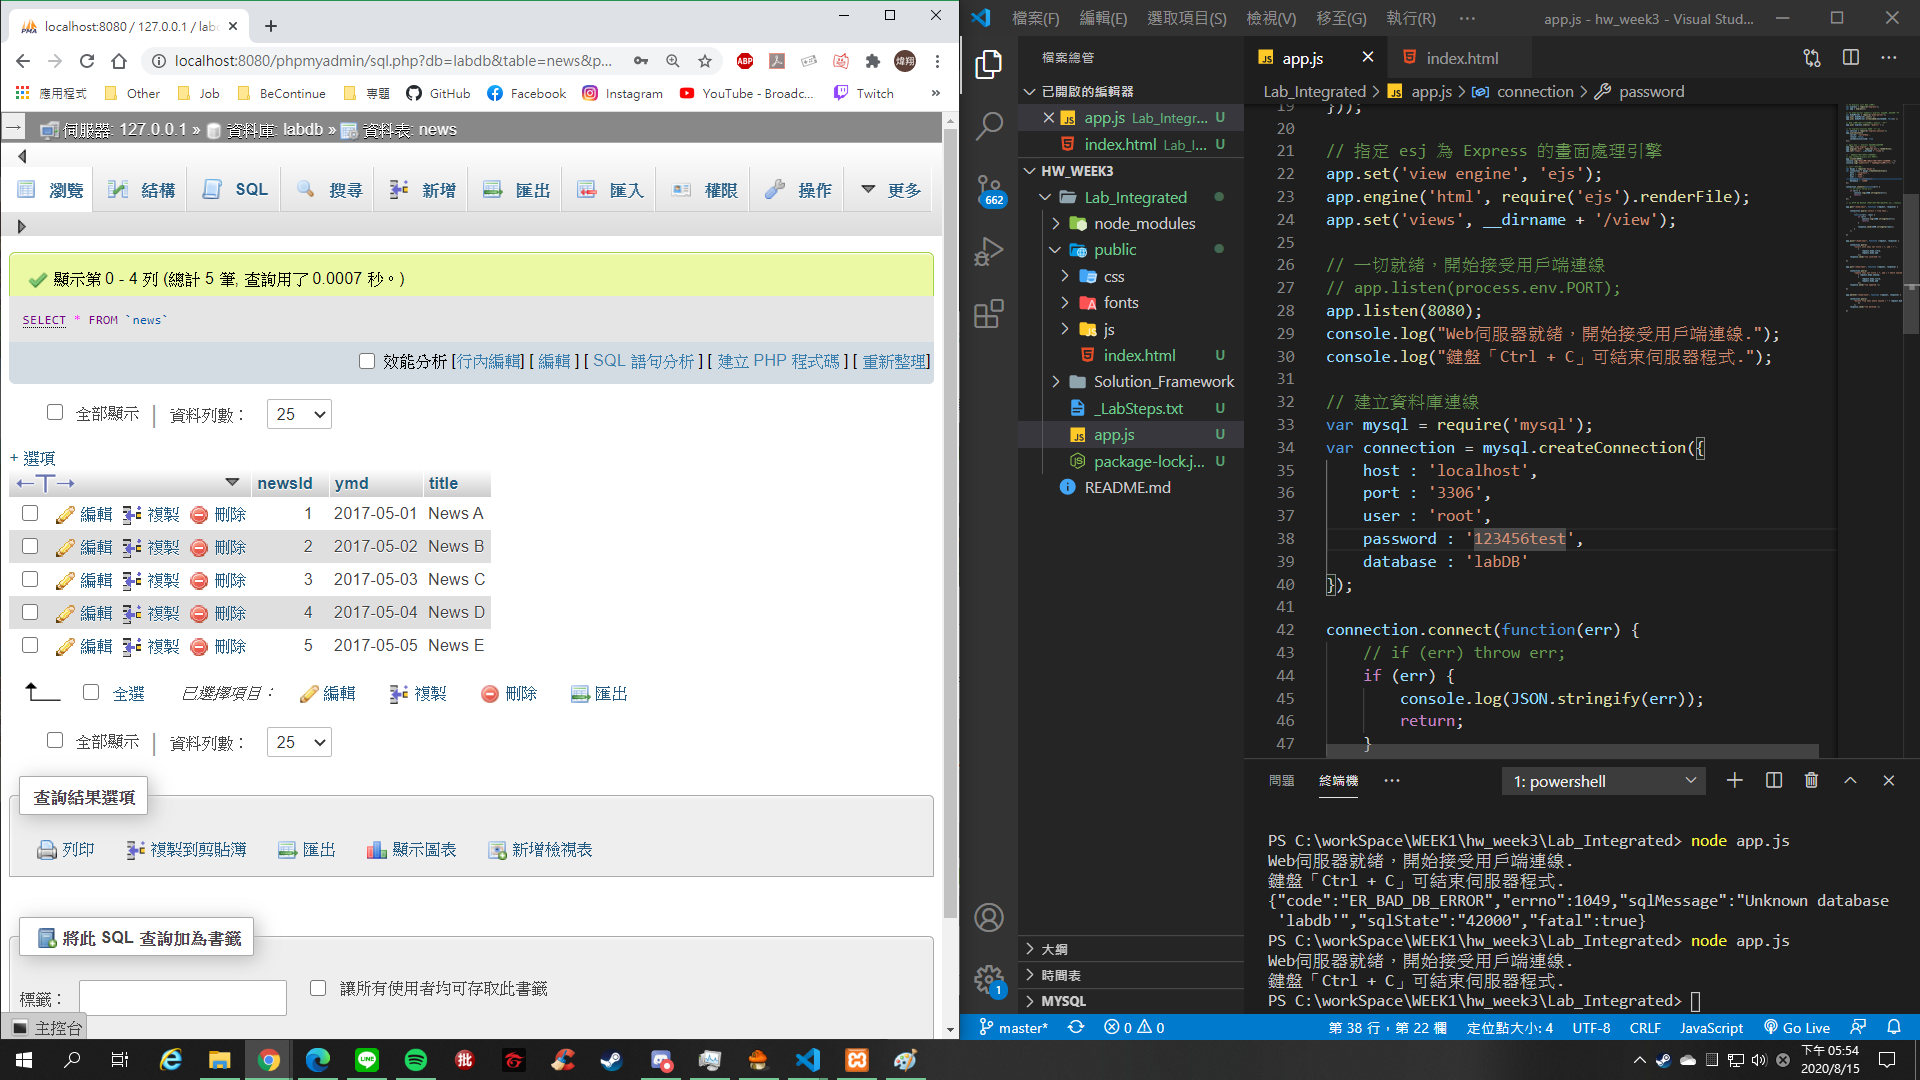 localhost:8080 / 127.0.0.1 / lab
localhost:8080/phpmyadmin/sql.php?db=labdb&table=news&p...
ABP
煒翔
應用程式
Other
Job
BeContinue
專題
GitHub
Facebook
Instagram
YouTube - Broadc...
Twitch
»
伺服器: 127.0.0.1 » 資料庫: labdb » 資料表: news
瀏覽
結構
SQL
搜尋
新增
匯出
匯入
權限
操作
更多
顯示第 0 - 4 列 (總計 5 筆, 查詢用了 0.0007 秒。)
SELECT * FROM `news`
效能分析 [行內編輯] [ 編輯 ] [ SQL 語句分析 ] [ 建立 PHP 程式碼 ] [ 重新整理]
全部顯示 | 資料列數： 25
+ 選項
←T→ newsId ymd title
編輯 複製 刪除 1 2017-05-01 News A
編輯 複製 刪除 2 2017-05-02 News B
編輯 複製 刪除 3 2017-05-03 News C
編輯 複製 刪除 4 2017-05-04 News D
編輯 複製 刪除 5 2017-05-05 News E
全選 已選擇項目： 編輯 複製 刪除 匯出
全部顯示 | 資料列數： 25
查詢結果選項
列印 複製到剪貼簿 匯出 顯示圖表 新增檢視表
將此 SQL 查詢加為書籤
標籤： 讓所有使用者均可存取此書籤
主控台
檔案(F) 編輯(E) 選取項目(S) 檢視(V) 移至(G) 執行(R) ··· app.js - hw_week3 - Visual Stud...
檔案總管
已開啟的編輯器
app.js Lab_Integr... U
index.html Lab_I... U
HW_WEEK3
Lab_Integrated
node_modules
public
css
fonts
js
index.html U
Solution_Framework
_LabSteps.txt U
app.js U
package-lock.j... U
README.md
大綱
時間表
MYSQL
662
1
app.js
index.html
Lab_Integrated > app.js > connection > password
19 }));
20
21 // 指定 esj 為 Express 的畫面處理引擎
22 app.set('view engine', 'ejs');
23 app.engine('html', require('ejs').renderFile);
24 app.set('views', __dirname + '/view');
25
26 // 一切就緒，開始接受用戶端連線
27 // app.listen(process.env.PORT);
28 app.listen(8080);
29 console.log("Web伺服器就緒，開始接受用戶端連線.");
30 console.log("鍵盤「Ctrl + C」可結束伺服器程式.");
31
32 // 建立資料庫連線
33 var mysql = require('mysql');
34 var connection = mysql.createConnection({
35 host : 'localhost',
36 port : '3306',
37 user : 'root',
38 password : '123456test',
39 database : 'labDB'
40 });
41
42 connection.connect(function(err) {
43 // if (err) throw err;
44 if (err) {
45 console.log(JSON.stringify(err));
46 return;
47 }
問題 終端機 ··· 1: powershell
PS C:\workSpace\WEEK1\hw_week3\Lab_Integrated> node app.js
Web伺服器就緒，開始接受用戶端連線.
鍵盤「Ctrl + C」可結束伺服器程式.
{"code":"ER_BAD_DB_ERROR","errno":1049,"sqlMessage":"Unknown database
'labdb'","sqlState":"42000","fatal":true}
PS C:\workSpace\WEEK1\hw_week3\Lab_Integrated> node app.js
Web伺服器就緒，開始接受用戶端連線.
鍵盤「Ctrl + C」可結束伺服器程式.
PS C:\workSpace\WEEK1\hw_week3\Lab_Integrated>
master* 0 0 第 38 行，第 22 欄 定位點大小: 4 UTF-8 CRLF JavaScript Go Live
下午 05:54
2020/8/15